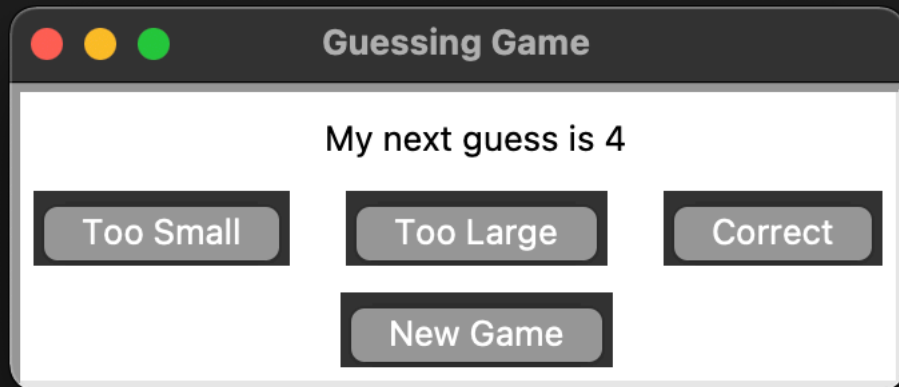 Guessing Game
My next guess is 4
Too Small Too Large Correct
New Game